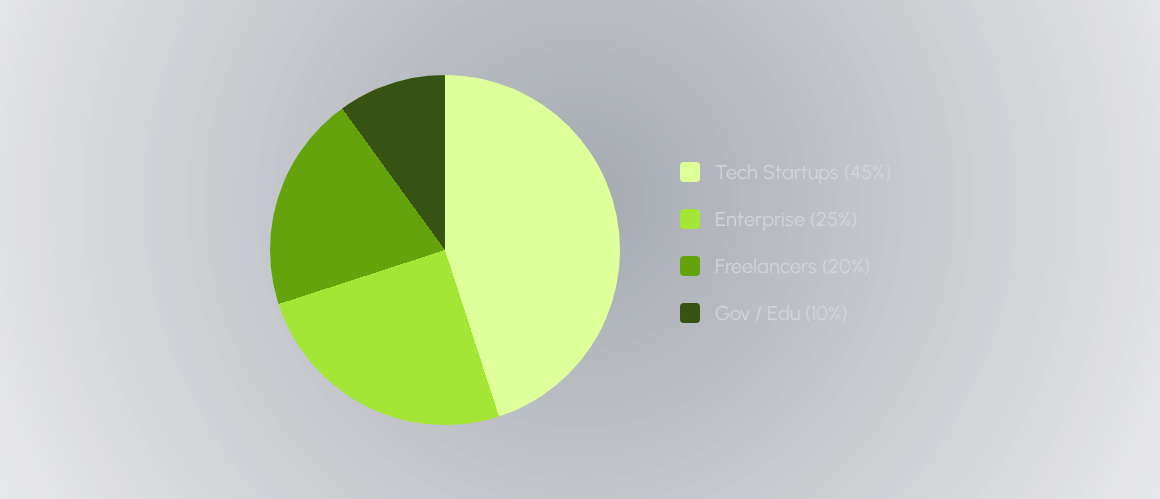 Tech Startups (45%)
Enterprise (25%)
Freelancers (20%)
Gov / Edu (10%)